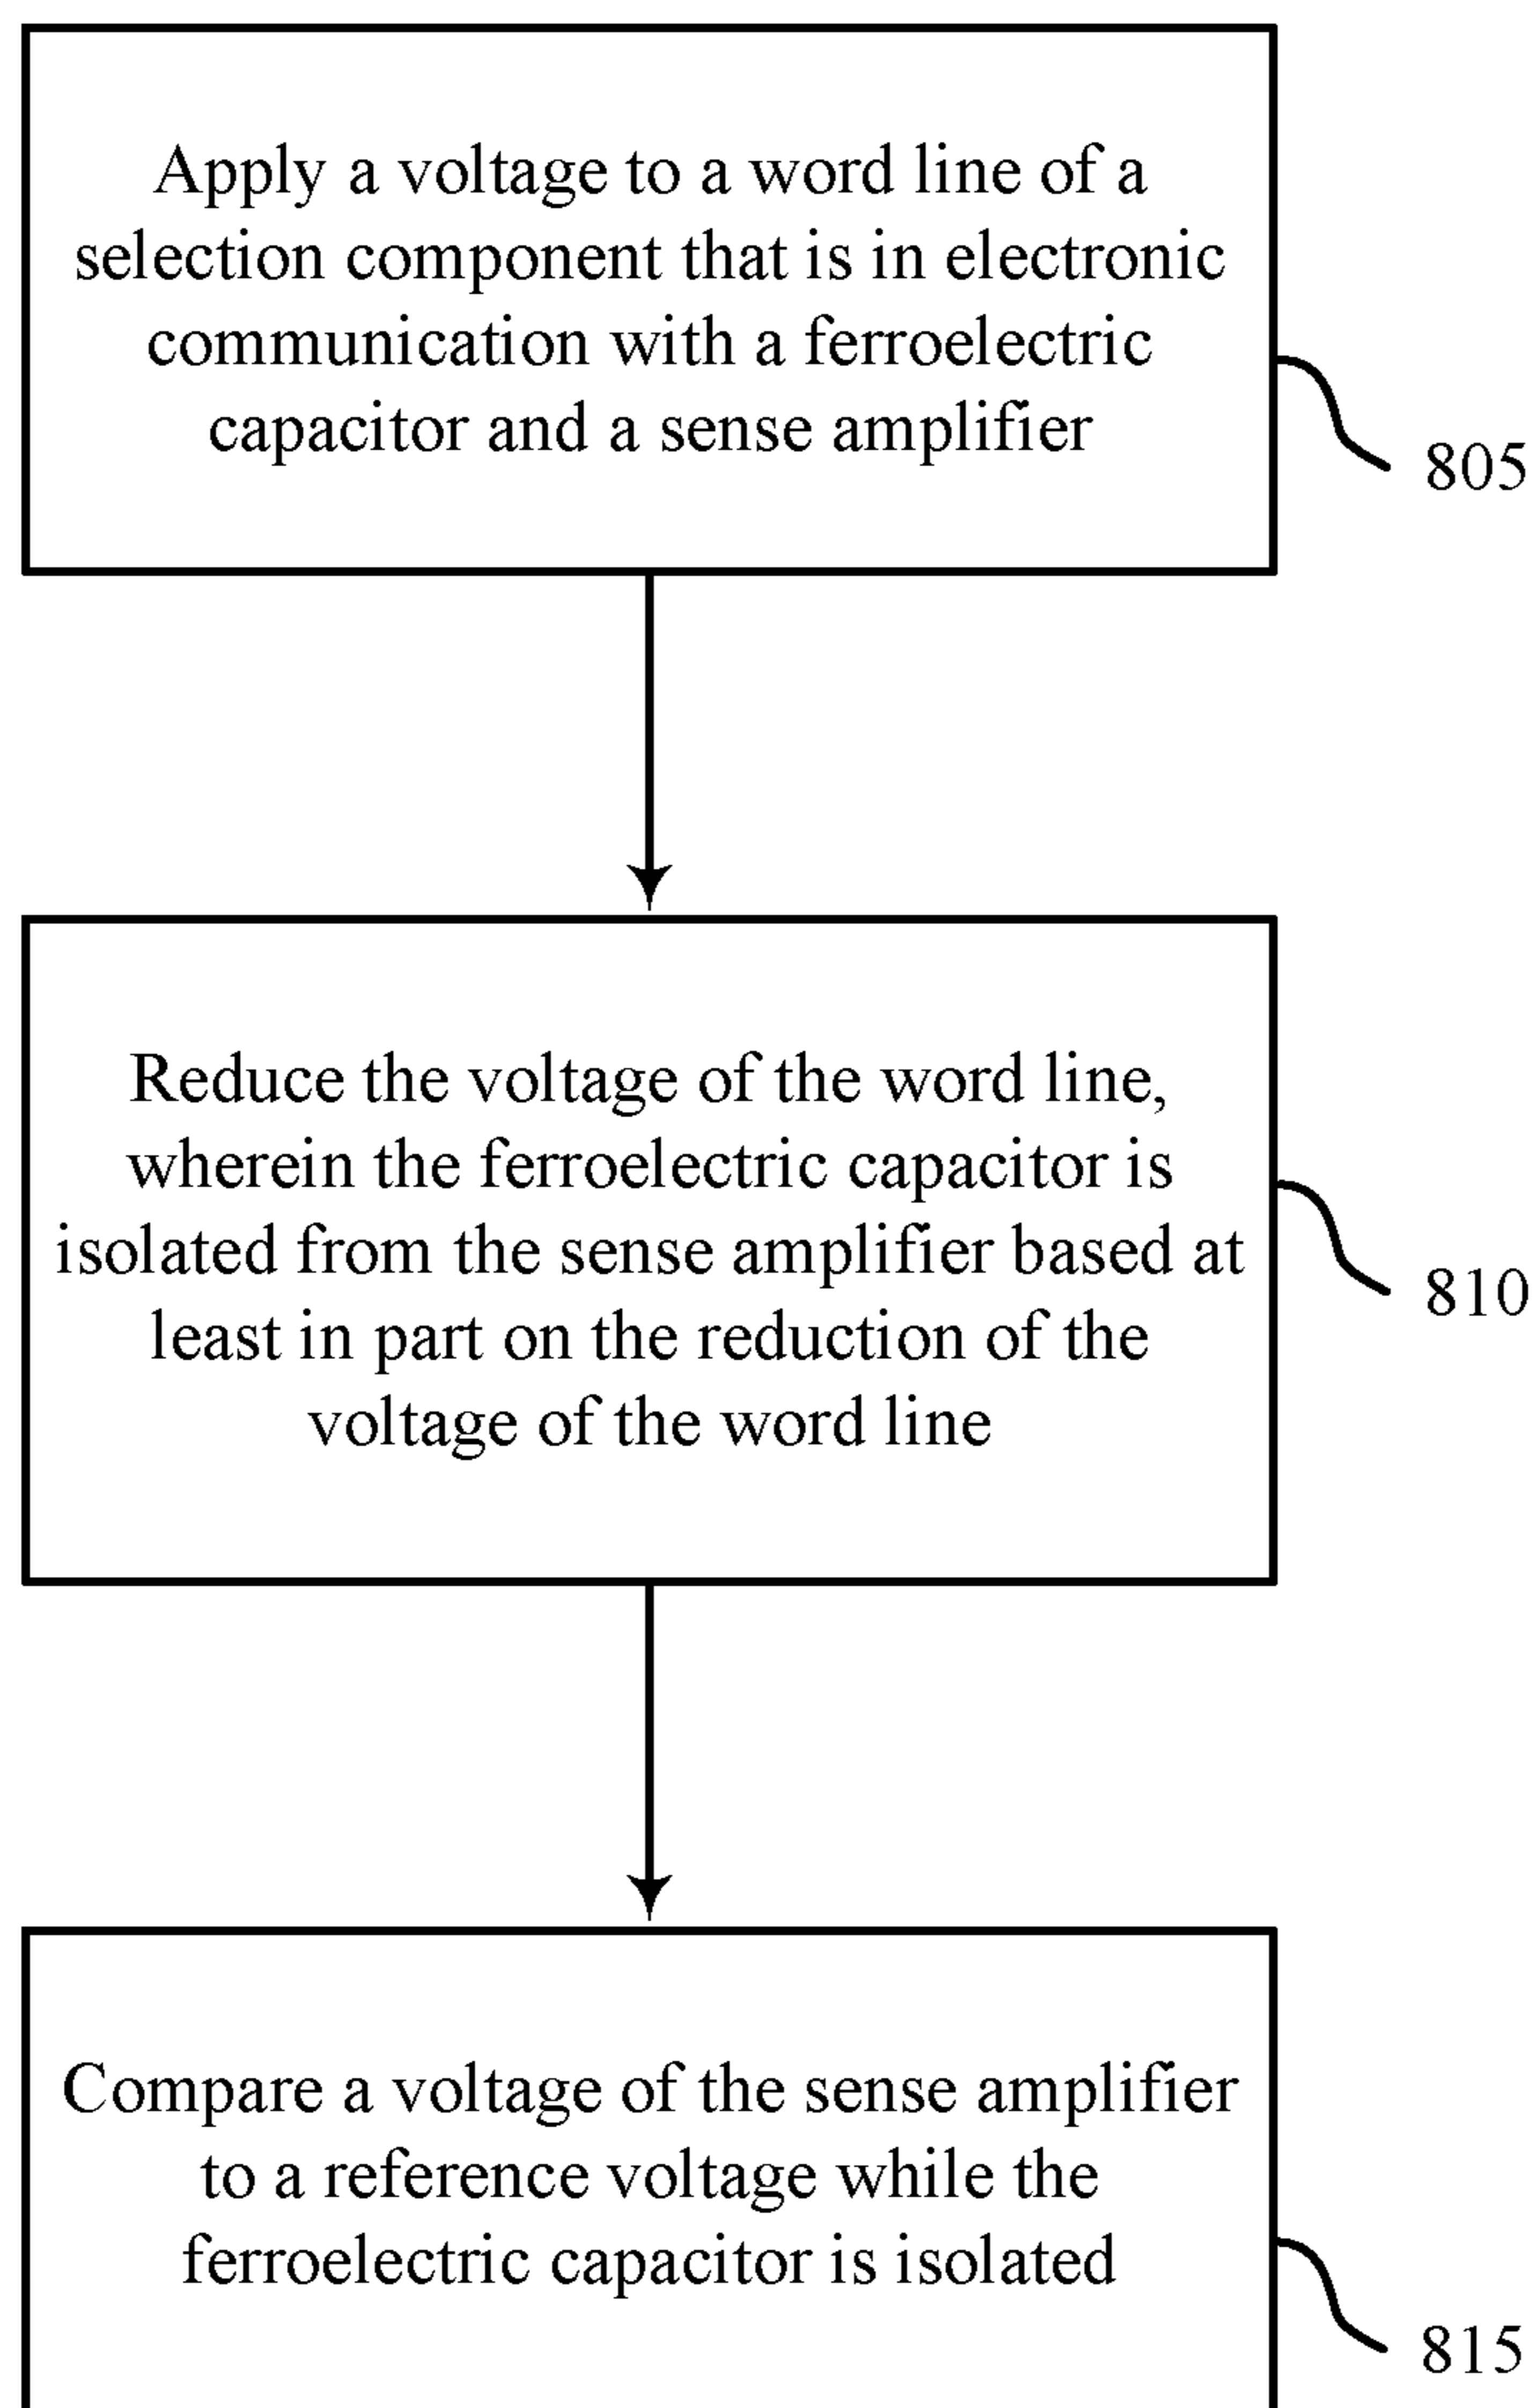 Apply a voltage to a word line of a
selection component that is in electronic
communication with a ferroelectric
capacitor and a sense amplifier
805
Reduce the voltage of the word line,
wherein the ferroelectric capacitor is
isolated from the sense amplifier based at
least in part on the reduction of the
voltage of the word line
810
Compare a voltage of the sense amplifier
to a reference voltage while the
ferroelectric capacitor is isolated
815